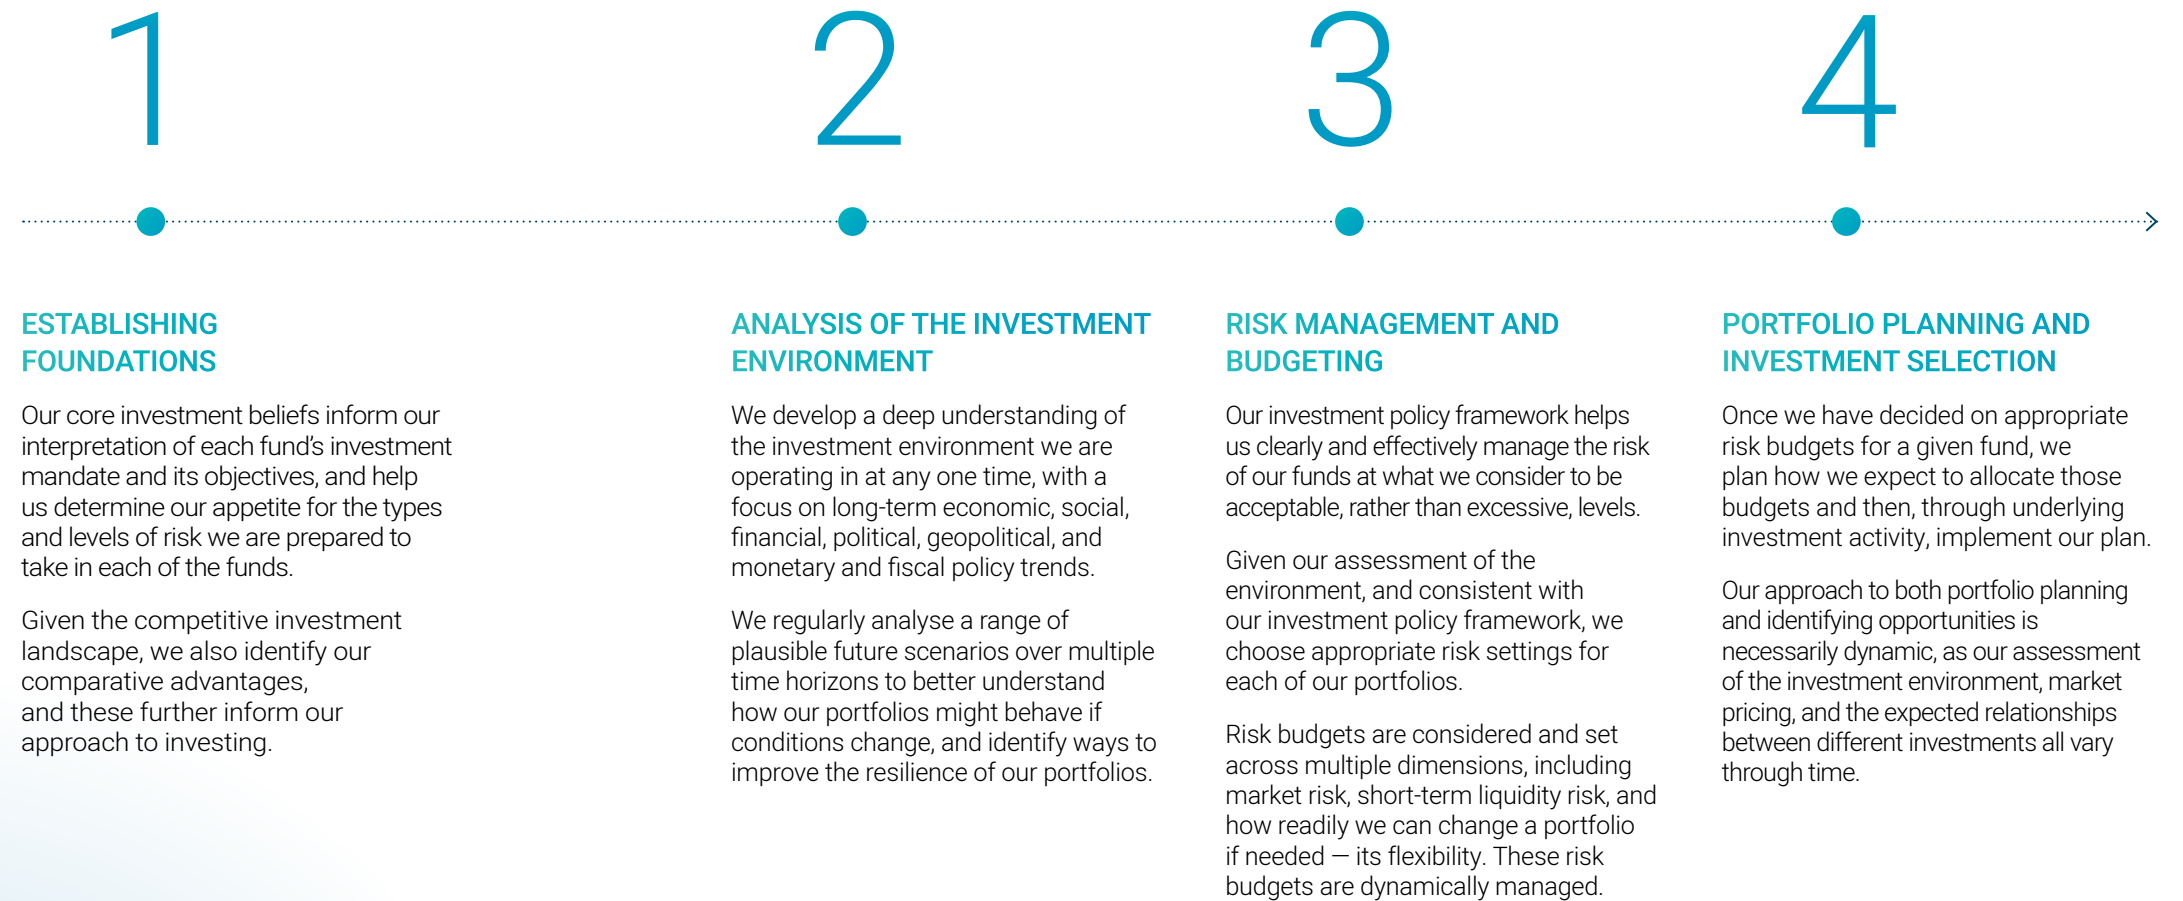 1
ESTABLISHING
FOUNDATIONS
Our core investment beliefs inform our
interpretation of each fund's investment
mandate and its objectives, and help
us determine our appetite for the types
and levels of risk we are prepared to
take in each of the funds.
Given the competitive investment
landscape, we also identify our
comparative advantages,
and these further inform our
approach to investing.
2
ANALYSIS OF THE INVESTMENT
ENVIRONMENT
We develop a deep understanding of
the investment environment we are
operating in at any one time, with a
focus on long-term economic, social,
financial, political, geopolitical, and
monetary and fiscal policy trends.
We regularly analyse a range of
plausible future scenarios over multiple
time horizons to better understand
how our portfolios might behave if
conditions change, and identify ways to
improve the resilience of our portfolios.
3
RISK MANAGEMENT AND
BUDGETING
Our investment policy framework helps
us clearly and effectively manage the risk
of our funds at what we consider to be
acceptable, rather than excessive, levels.
Given our assessment of the
environment, and consistent with
our investment policy framework, we
choose appropriate risk settings for
each of our portfolios.
Risk budgets are considered and set
across multiple dimensions, including
market risk, short-term liquidity risk, and
how readily we can change a portfolio
if needed — its flexibility. These risk
budgets are dynamically managed.
4
PORTFOLIO PLANNING AND
INVESTMENT SELECTION
Once we have decided on appropriate
risk budgets for a given fund, we
plan how we expect to allocate those
budgets and then, through underlying
investment activity, implement our plan.
Our approach to both portfolio planning
and identifying opportunities is
necessarily dynamic, as our assessment
of the investment environment, market
pricing, and the expected relationships
between different investments all vary
through time.